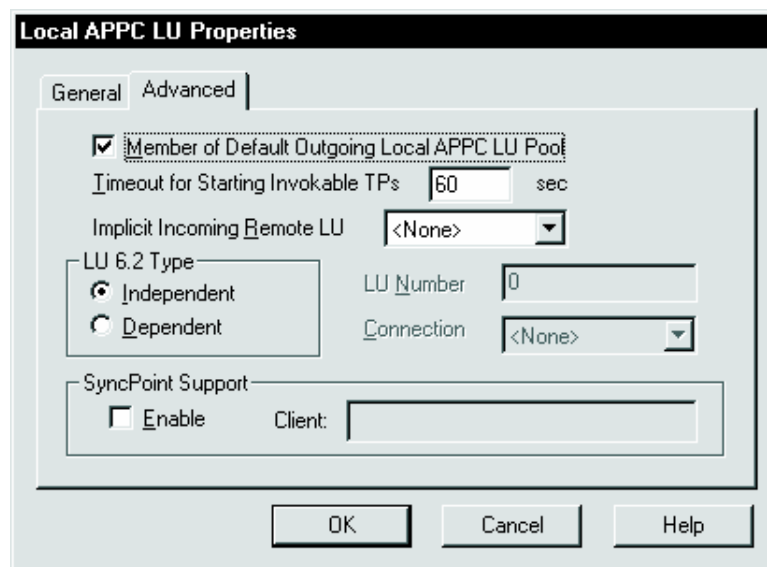 Local APPC LU Properties
General Advanced
Member of Default Outgoing Local APPC LU Pool
Timeout for Starting Invokable TPs 60 sec
Implicit Incoming Remote LU <None>
LU 6.2 Type
Independent
Dependent
LU Number 0
Connection <None>
SyncPoint Support
Enable Client:
OK Cancel Help